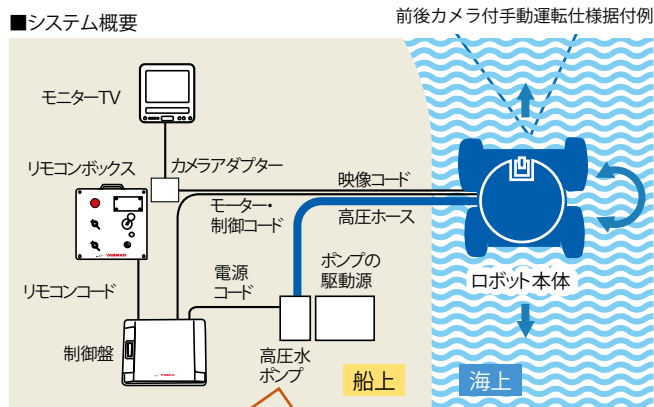 ■システム概要
前後カメラ付手動運転仕様据付例
モニターTV
リモコンボックス
カメラアダプター
映像コード
モーター・
制御コード
高圧ホース
YANMAR
電源
コード
ポンプの
駆動源
ロボット本体
リモコンコード
制御盤
高圧水
ポンプ
船上
海上